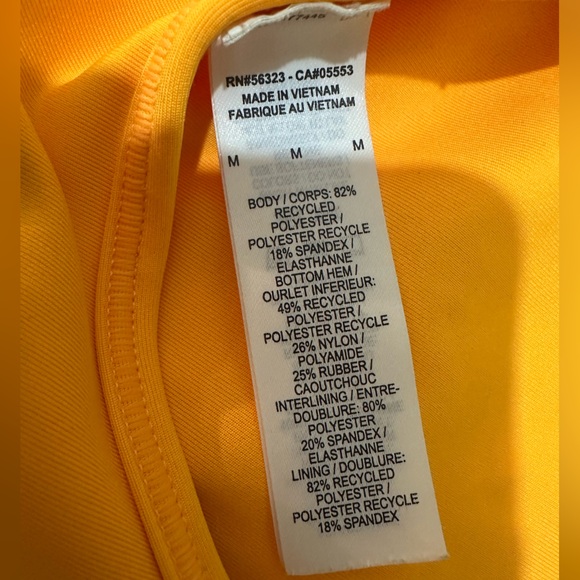 RN#56323 - CA#05553
MADE IN VIETNAM
FABRIQUE AU VIETNAM
M M M
BODY / CORPS: 82%
RECYCLED
POLYESTER /
POLYESTER RECYCLE
18% SPANDEX /
ELASTHANNE
BOTTOM HEM /
OURLET INFERIEUR:
49% RECYCLED
POLYESTER /
POLYESTER RECYCLE
26% NYLON /
POLYAMIDE
25% RUBBER /
CAOUTCHOUC
INTERLINING / ENTRE-
DOUBLURE: 80%
POLYESTER
20% SPANDEX /
ELASTHANNE
LINING / DOUBLURE:
82% RECYCLED
POLYESTER /
POLYESTER RECYCLE
18% SPANDEX